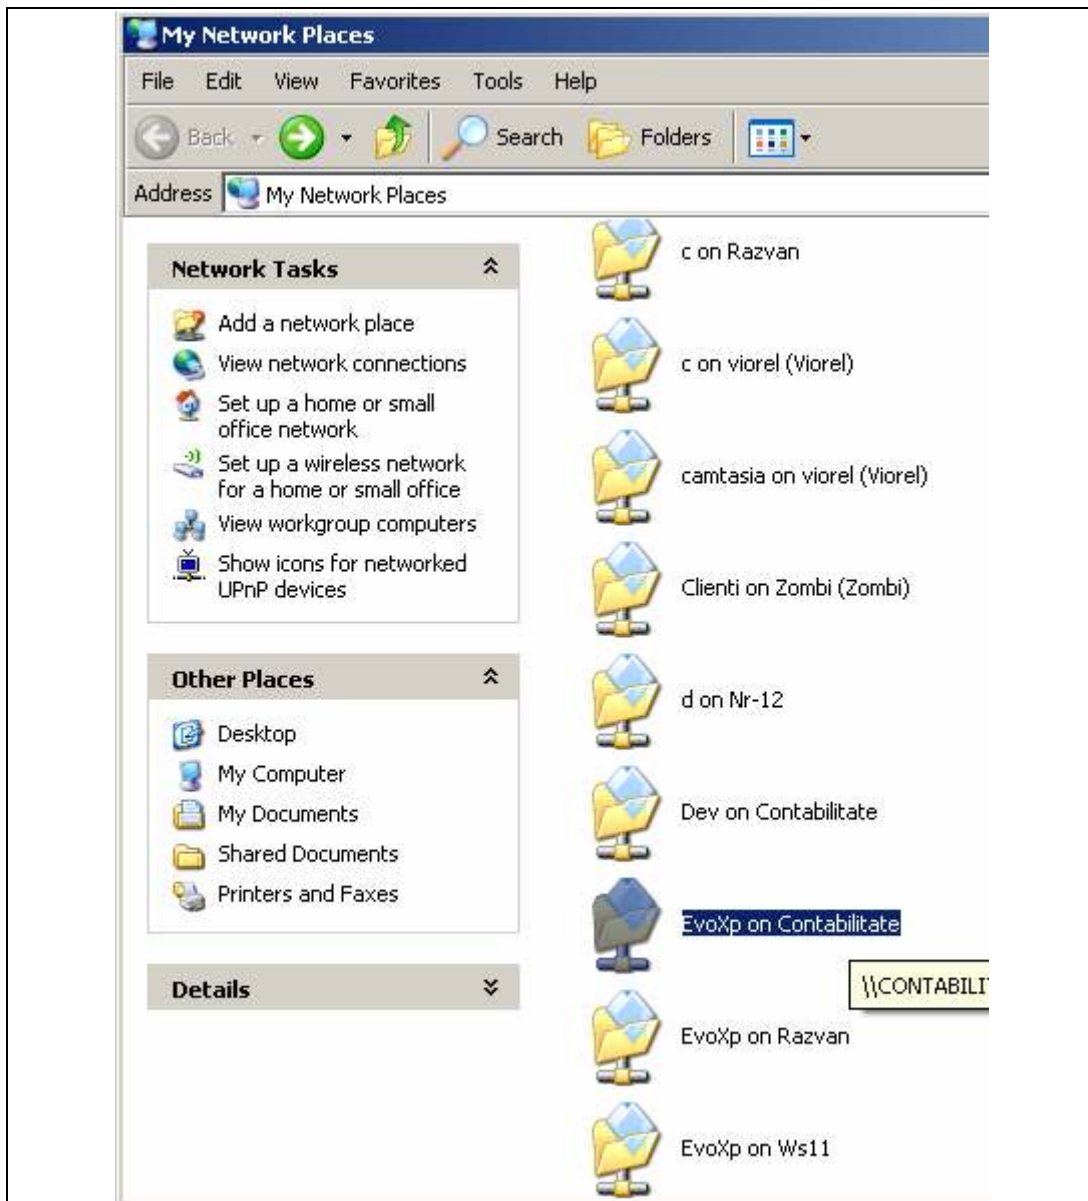 My Network Places
File Edit View Favorites Tools Help
Back Search Folders
Address My Network Places
Network Tasks
Add a network place
View network connections
Set up a home or small
office network
Set up a wireless network
for a home or small office
View workgroup computers
Show icons for networked
UPnP devices
Other Places
Desktop
My Computer
My Documents
Shared Documents
Printers and Faxes
Details
c on Razvan
c on viorel (Viorel)
camtasia on viorel (Viorel)
Clienti on Zombi (Zombi)
d on Nr-12
Dev on Contabilitate
EvoXp on Contabilitate
\\CONTABILIT
EvoXp on Razvan
EvoXp on Ws11